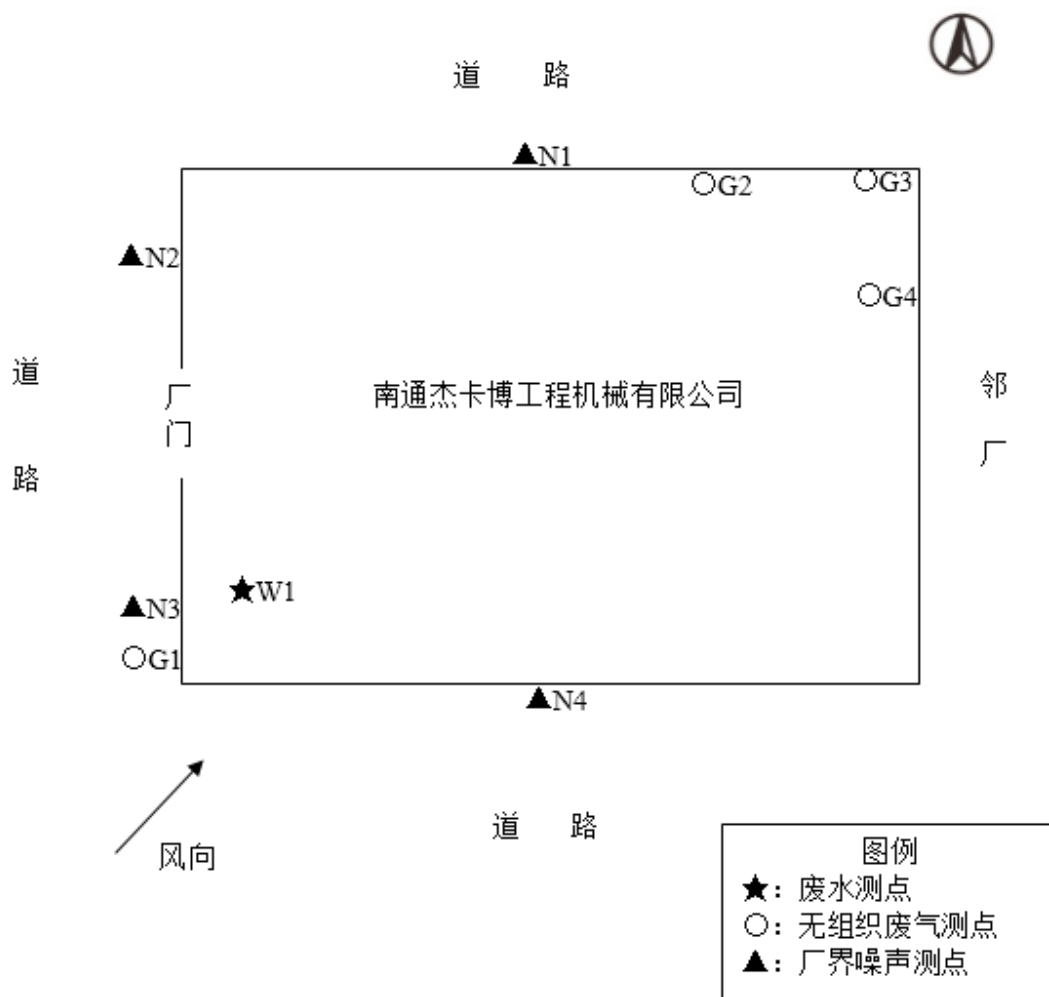 道 路
N1
G2
G3
N2
G4
道
路
厂
门
南通杰卡博工程机械有限公司
邻
厂
W1
N3
G1
N4
风向
道 路
图例
★：废水测点
○：无组织废气测点
▲：厂界噪声测点